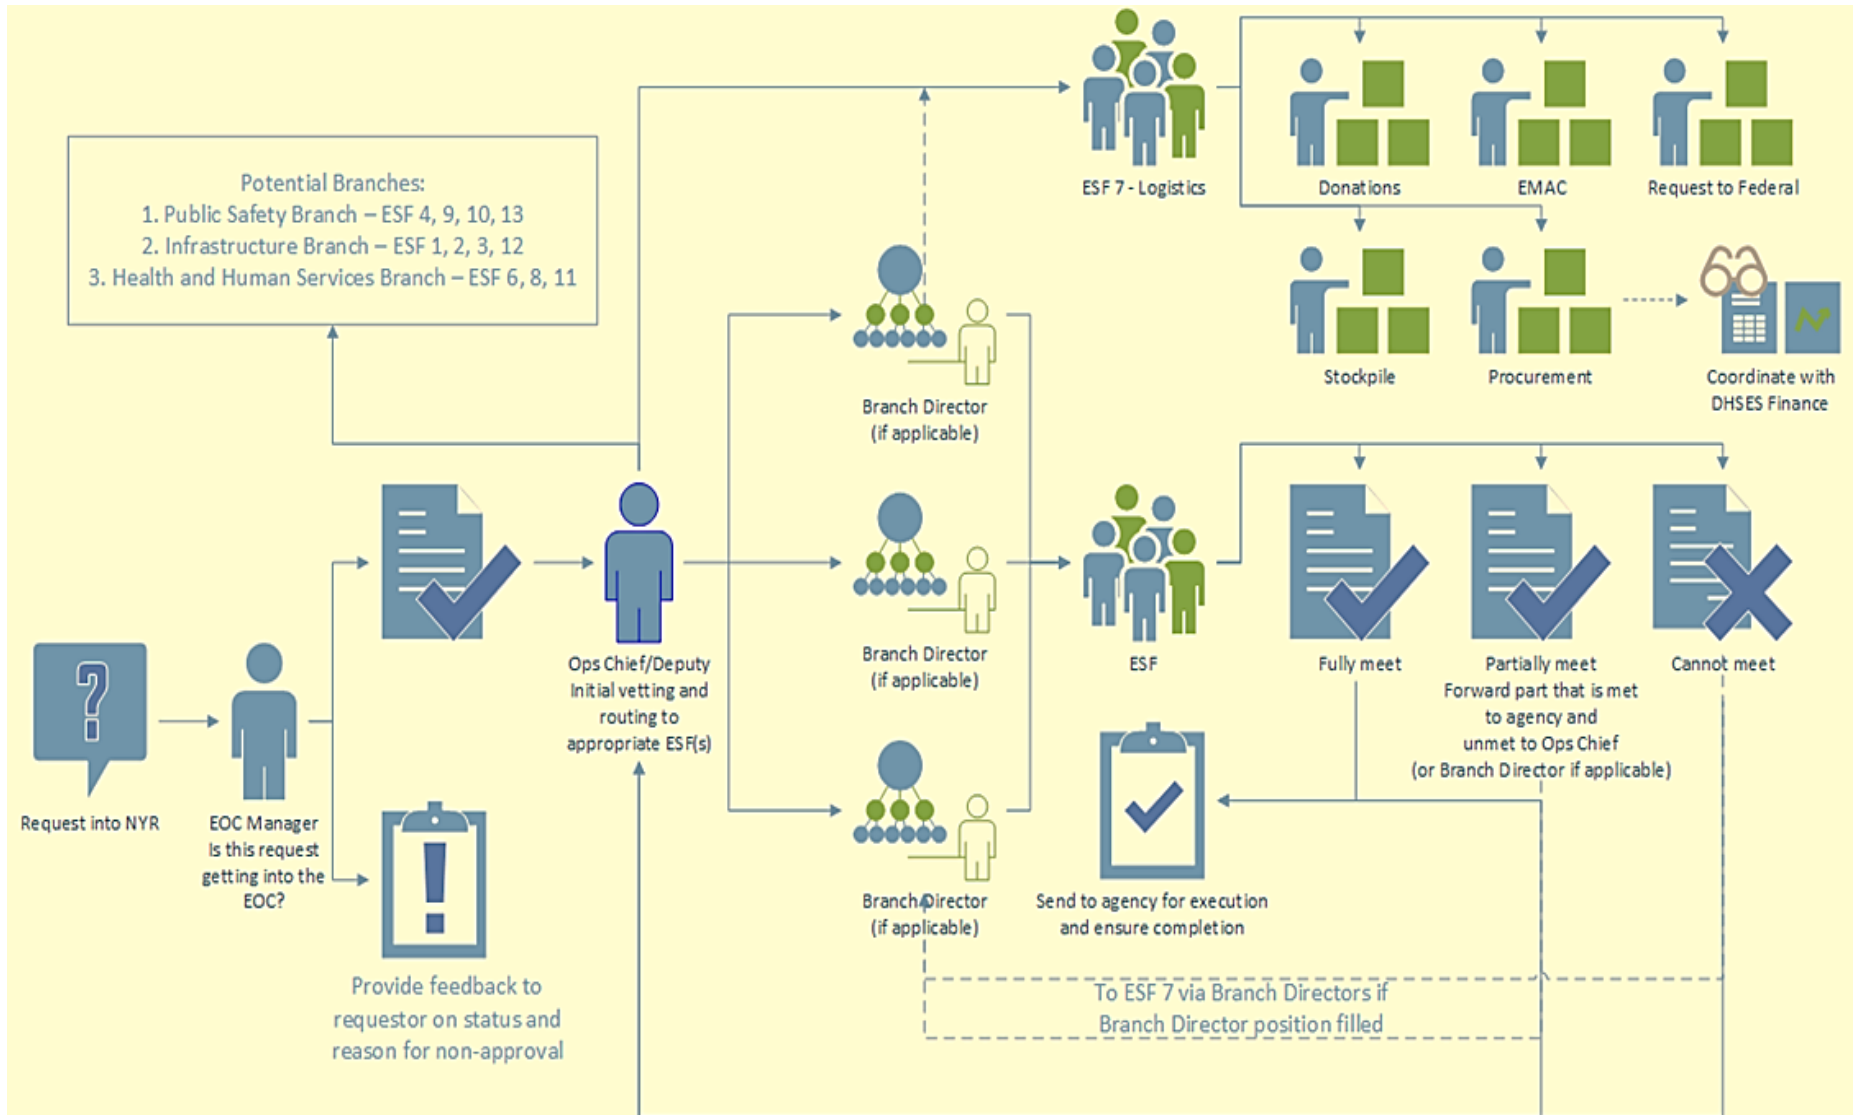 ESF 7 - Logistics
Donations
EMAC
Request to Federal
Potential Branches:
1. Public Safety Branch – ESF 4, 9, 10, 13
2. Infrastructure Branch – ESF 1, 2, 3, 12
3. Health and Human Services Branch – ESF 6, 8, 11
Stockpile
Procurement
Coordinate with
DHSES Finance
Branch Director
(if applicable)
Ops Chief/Deputy
Initial vetting and
routing to
appropriate ESF(s)
Branch Director
(if applicable)
ESF
Fully meet
Partially meet
Forward part that is met
to agency and
unmet to Ops Chief
(or Branch Director if applicable)
Cannot meet
?
Request into NYR
EOC Manager
Is this request
getting into the
EOC?
!
Provide feedback to
requestor on status and
reason for non-approval
Branch Director
(if applicable)
Send to agency for execution
and ensure completion
To ESF 7 via Branch Directors if
Branch Director position filled